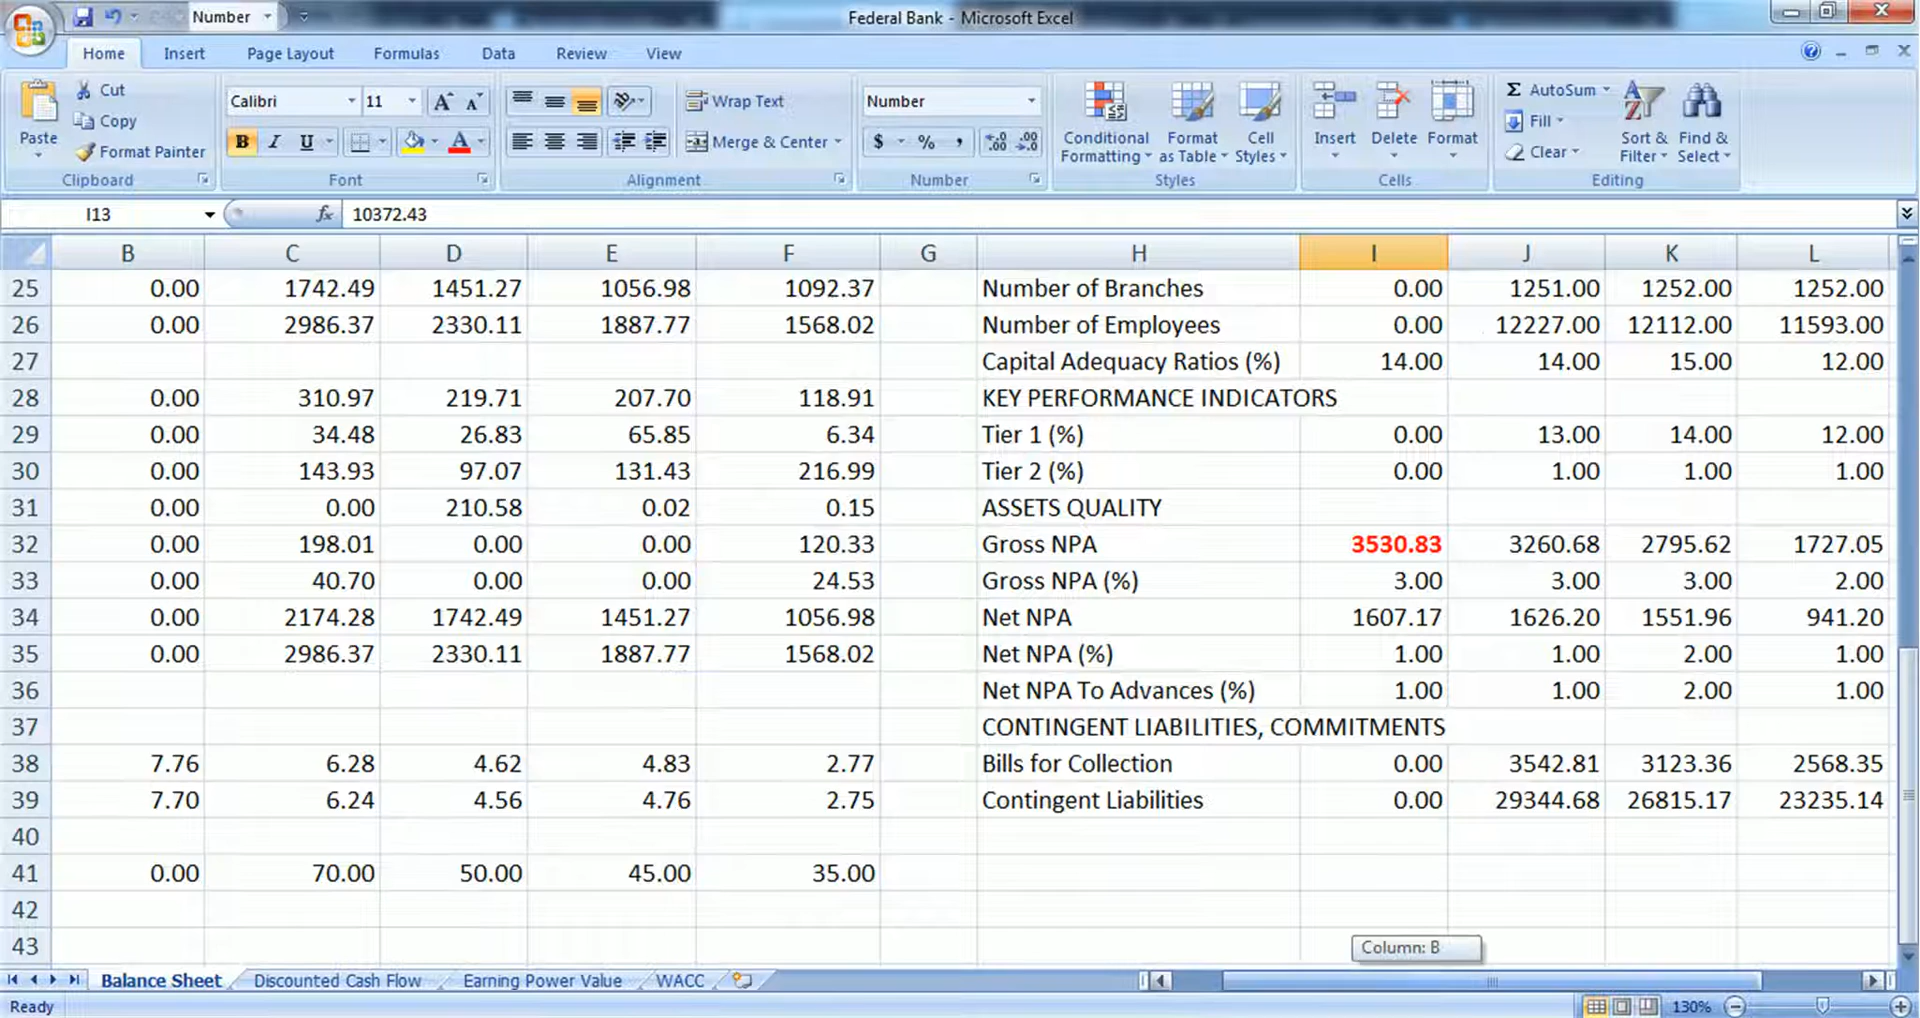 Number
Federal Bank - Microsoft Excel
Home Insert Page Layout Formulas Data Review View
Paste
Cut
Copy
Format Painter
Clipboard
Calibri 11
B I U
Font
Wrap Text
Merge & Center
Alignment
Number
$ % ,
Number
Conditional Formatting
Format as Table
Cell Styles
Styles
Insert Delete Format
Cells
Σ AutoSum
Fill
Clear
Sort & Filter
Find & Select
Editing
I13 fx 10372.43
B C D E F G H I J K L
25 0.00 1742.49 1451.27 1056.98 1092.37 Number of Branches 0.00 1251.00 1252.00 1252.00
26 0.00 2986.37 2330.11 1887.77 1568.02 Number of Employees 0.00 12227.00 12112.00 11593.00
27 Capital Adequacy Ratios (%) 14.00 14.00 15.00 12.00
28 0.00 310.97 219.71 207.70 118.91 KEY PERFORMANCE INDICATORS
29 0.00 34.48 26.83 65.85 6.34 Tier 1 (%) 0.00 13.00 14.00 12.00
30 0.00 143.93 97.07 131.43 216.99 Tier 2 (%) 0.00 1.00 1.00 1.00
31 0.00 0.00 210.58 0.02 0.15 ASSETS QUALITY
32 0.00 198.01 0.00 0.00 120.33 Gross NPA 3530.83 3260.68 2795.62 1727.05
33 0.00 40.70 0.00 0.00 24.53 Gross NPA (%) 3.00 3.00 3.00 2.00
34 0.00 2174.28 1742.49 1451.27 1056.98 Net NPA 1607.17 1626.20 1551.96 941.20
35 0.00 2986.37 2330.11 1887.77 1568.02 Net NPA (%) 1.00 1.00 2.00 1.00
36 Net NPA To Advances (%) 1.00 1.00 2.00 1.00
37 CONTINGENT LIABILITIES, COMMITMENTS
38 7.76 6.28 4.62 4.83 2.77 Bills for Collection 0.00 3542.81 3123.36 2568.35
39 7.70 6.24 4.56 4.76 2.75 Contingent Liabilities 0.00 29344.68 26815.17 23235.14
40
41 0.00 70.00 50.00 45.00 35.00
42
43
Column: B
Balance Sheet Discounted Cash Flow Earning Power Value WACC
Ready 130%